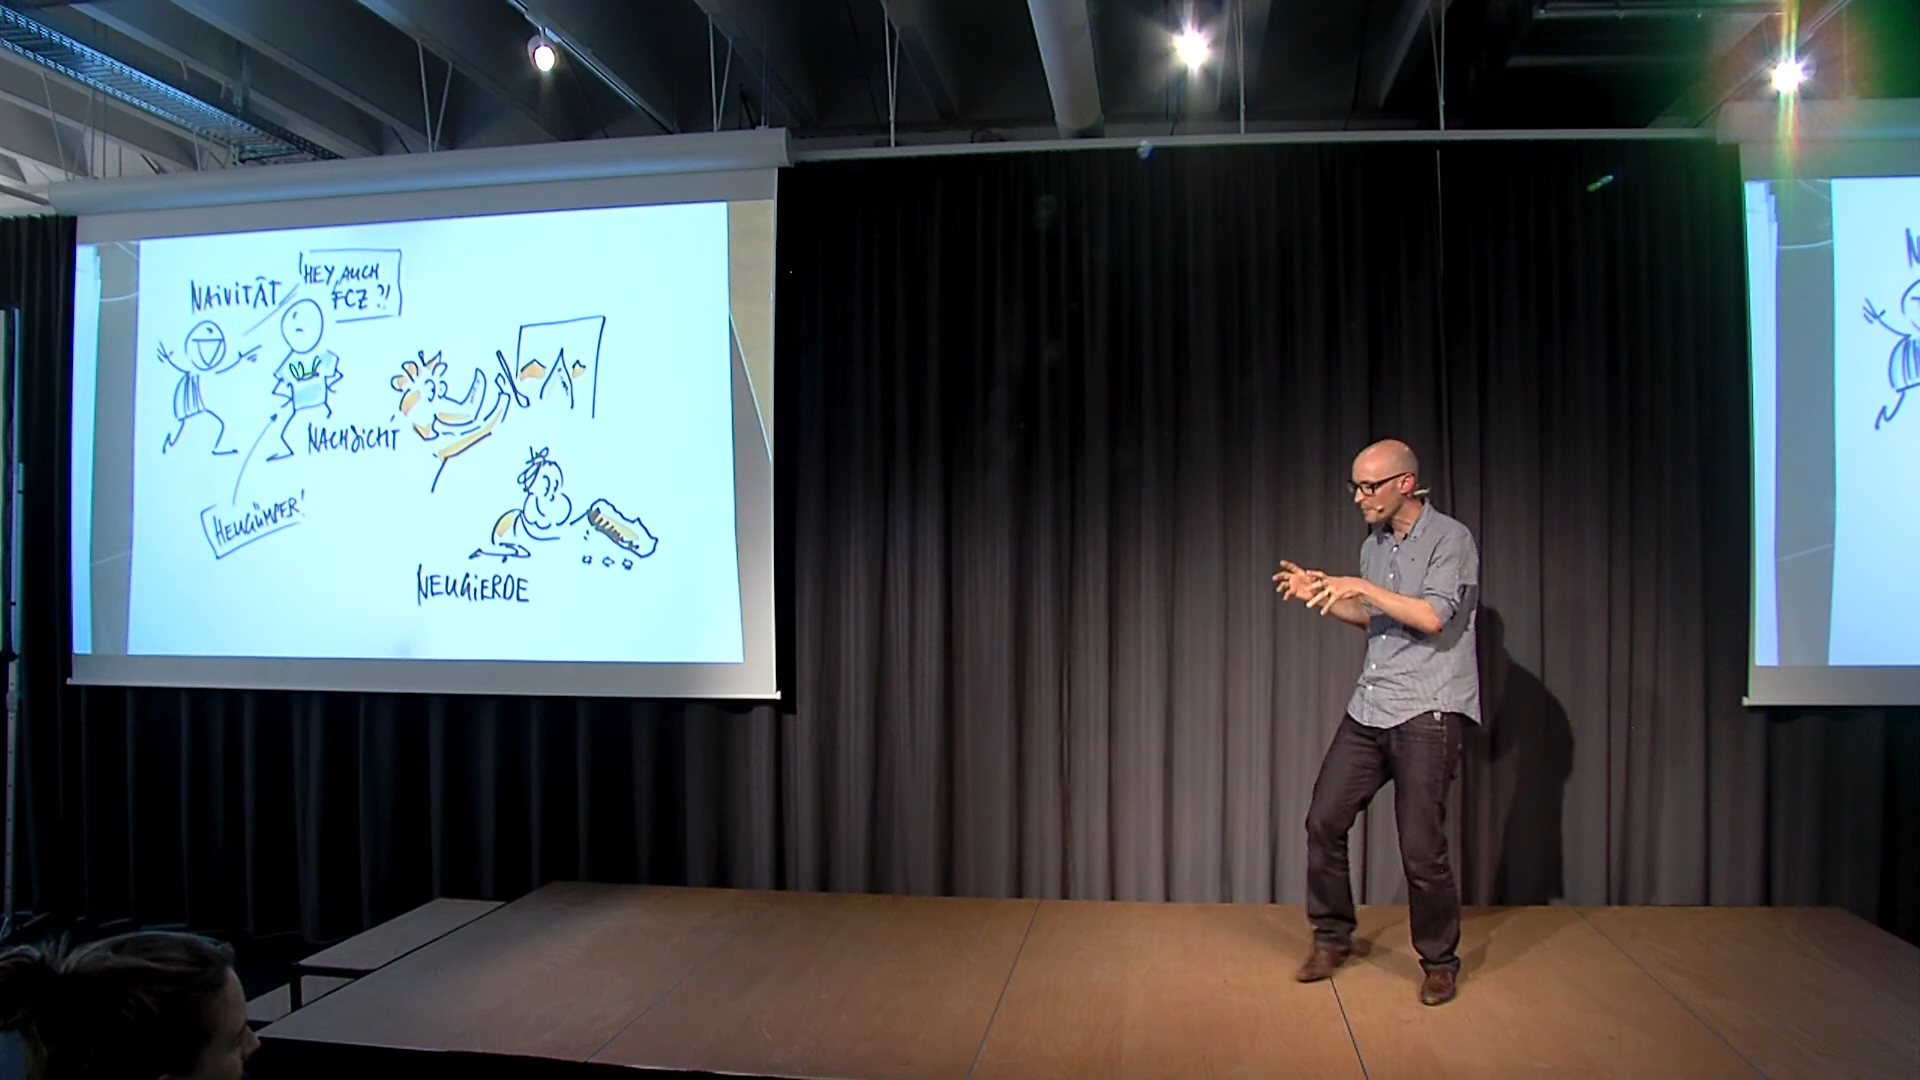 NAIVITÄT
HEY, AUCH
FCZ ?!
NACHSICHT
HEUGÜMPER!
NEUGIERDE
N